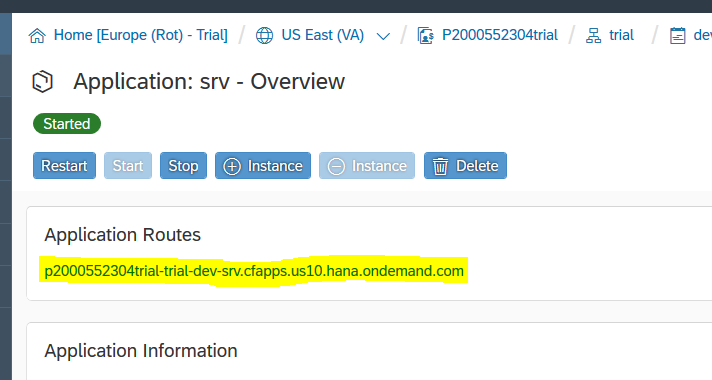 Home [Europe (Rot) - Trial] / US East (VA) / P2000552304trial / trial / de
Application: srv - Overview
Started
Restart Start Stop Instance Instance Delete
Application Routes
p2000552304trial-trial-dev-srv.cfapps.us10.hana.ondemand.com
Application Information